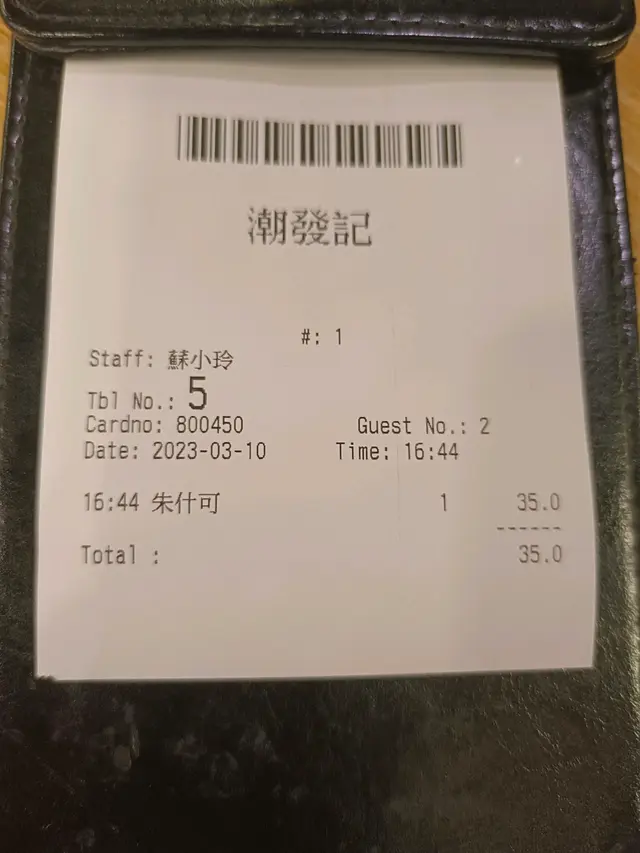 潮發記
#: 1
Staff: 蘇小玲
Tbl No.: 5
Cardno: 800450 Guest No.: 2
Date: 2023-03-10 Time: 16:44
16:44 朱什可 1 35.0
------
Total : 35.0